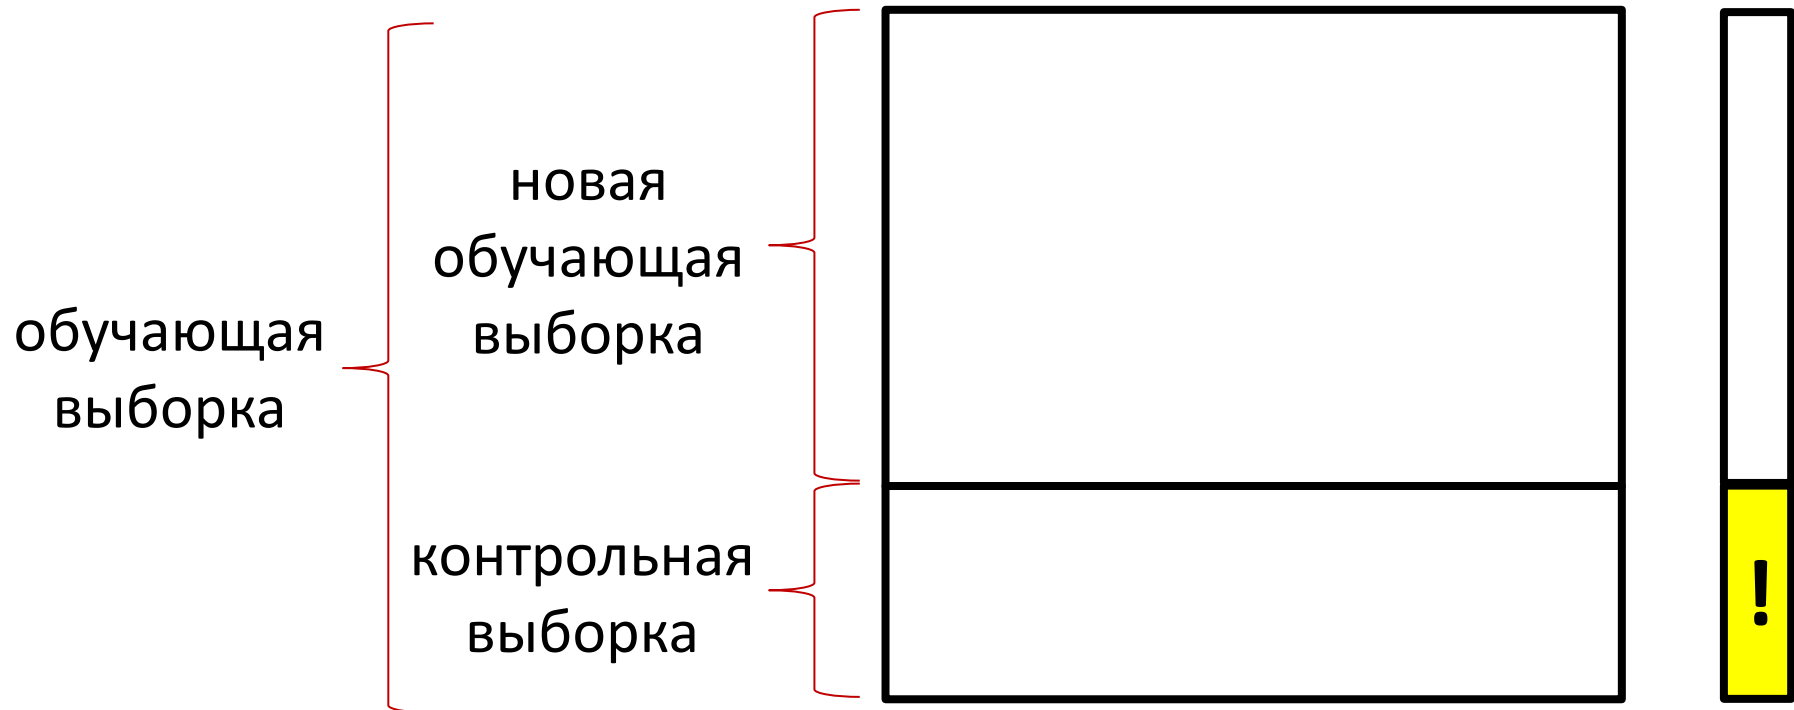 обучающая
выборка
новая
обучающая
выборка
контрольная
выборка
!